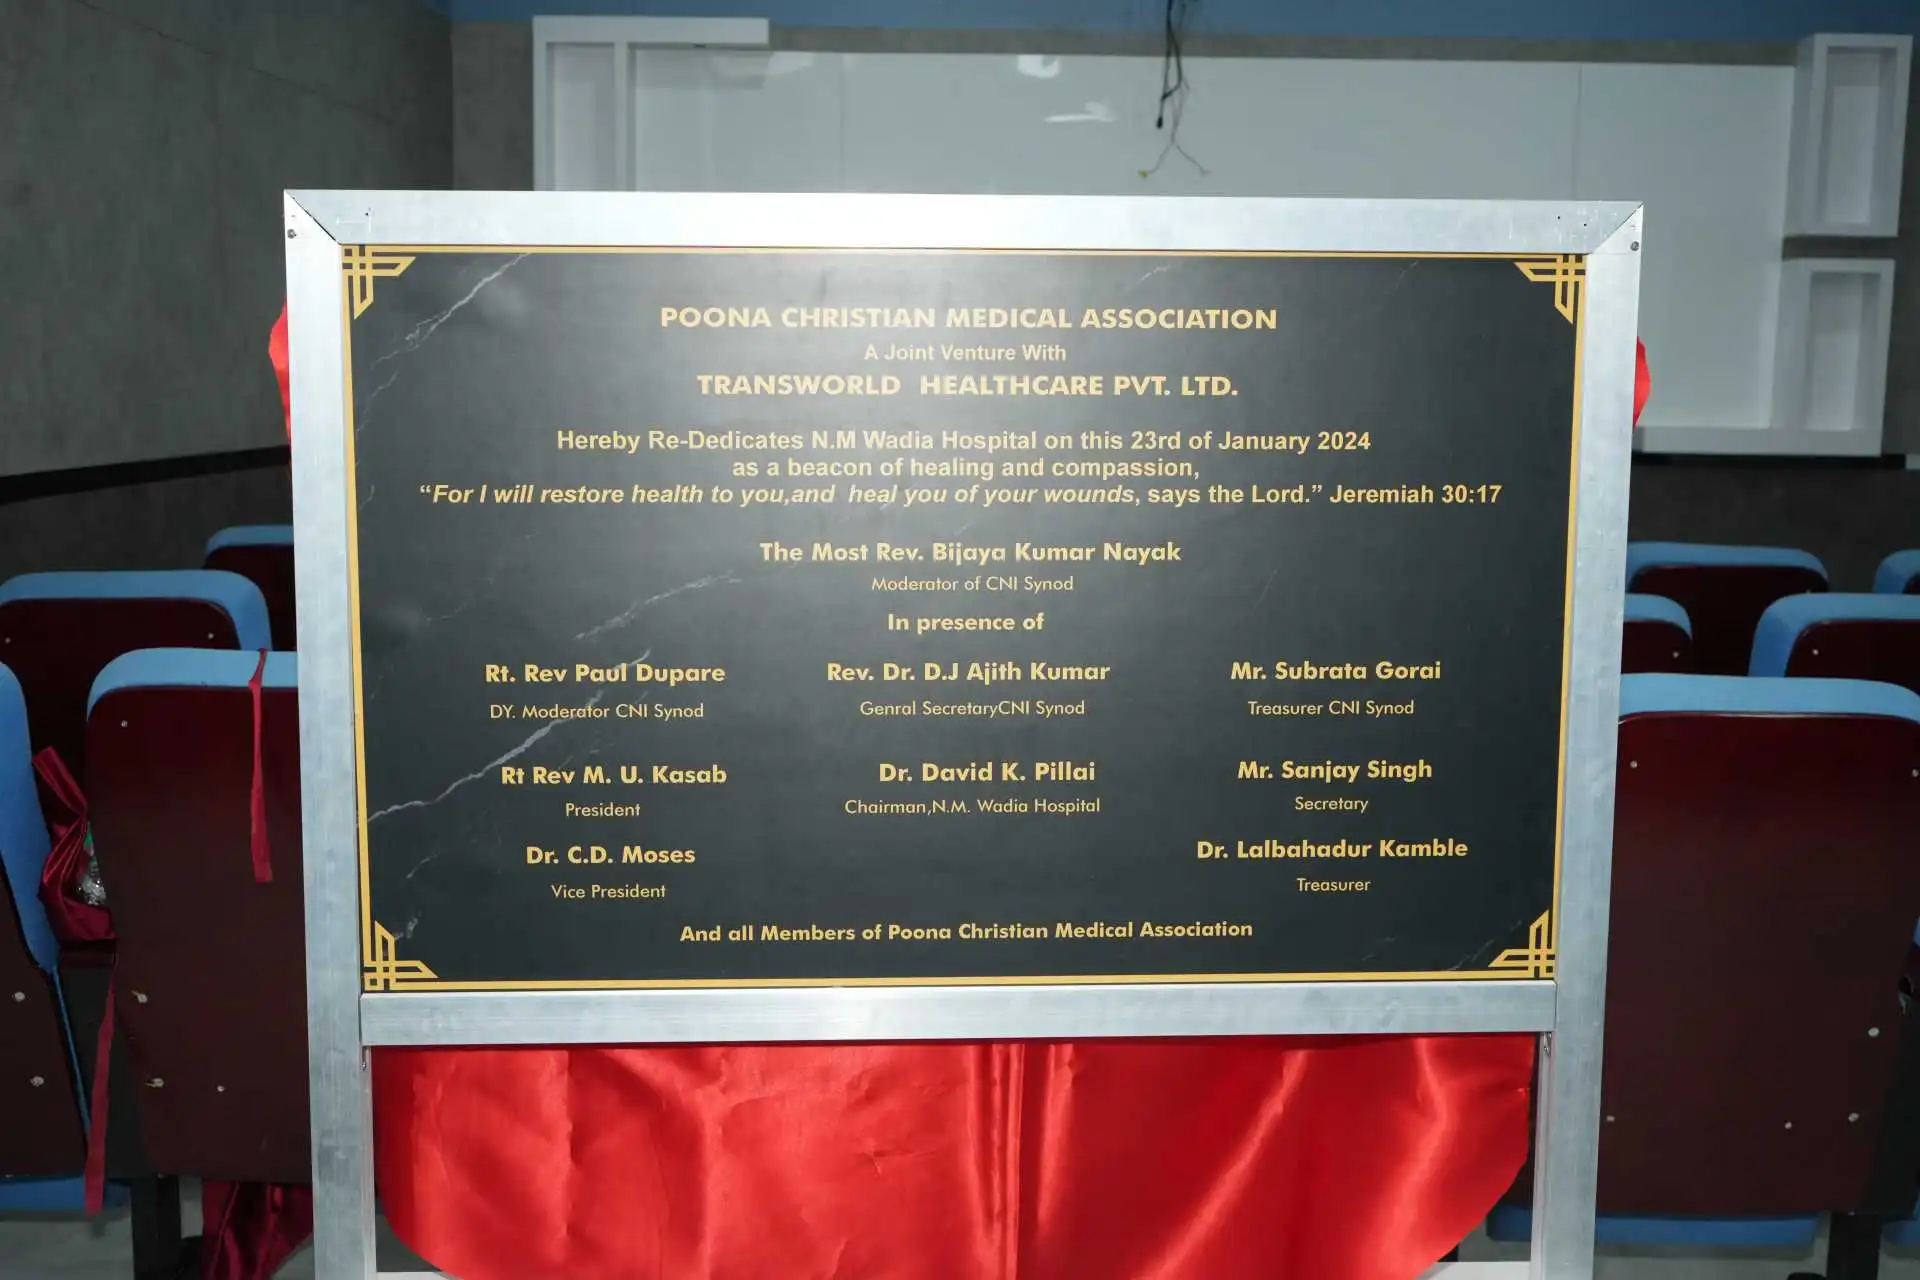 POONA CHRISTIAN MEDICAL ASSOCIATION
A Joint Venture With
TRANSWORLD HEALTHCARE PVT. LTD.
Hereby Re-Dedicates N.M Wadia Hospital on this 23rd of January 2024
as a beacon of healing and compassion,
“For I will restore health to you,and heal you of your wounds, says the Lord.” Jeremiah 30:17
The Most Rev. Bijaya Kumar Nayak
Moderator of CNI Synod
In presence of
Rt. Rev Paul Dupare Rev. Dr. D.J Ajith Kumar Mr. Subrata Gorai
DY. Moderator CNI Synod Genral SecretaryCNI Synod Treasurer CNI Synod
Rt Rev M. U. Kasab Dr. David K. Pillai Mr. Sanjay Singh
President Chairman,N.M. Wadia Hospital Secretary
Dr. C.D. Moses Dr. Lalbahadur Kamble
Vice President Treasurer
And all Members of Poona Christian Medical Association